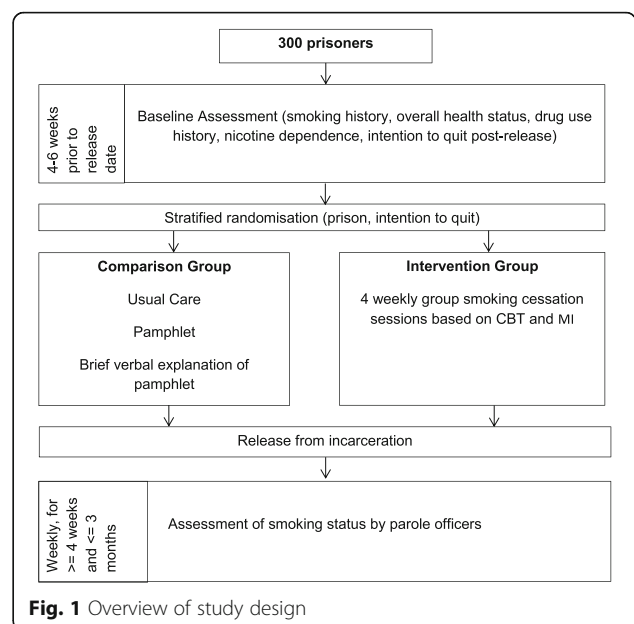 300 prisoners
4-6 weeks
prior to
release
date
Baseline Assessment (smoking history, overall health status, drug use
history, nicotine dependence, intention to quit post-release)
Stratified randomisation (prison, intention to quit)
Comparison Group
Usual Care
Pamphlet
Brief verbal explanation of
pamphlet
Intervention Group
4 weekly group smoking cessation
sessions based on CBT and MI
Release from incarceration
Weekly, for
>= 4 weeks
and <= 3
months
Assessment of smoking status by parole officers
Fig. 1 Overview of study design